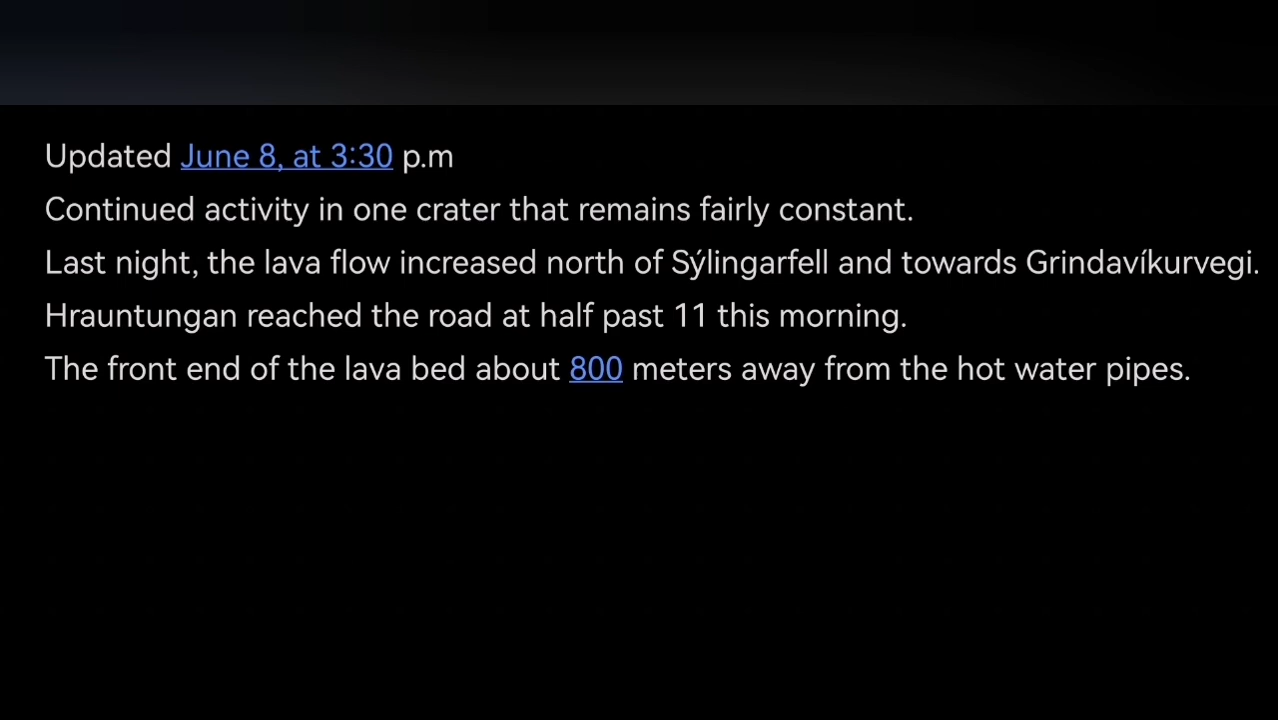 Updated June 8, at 3:30 p.m
Continued activity in one crater that remains fairly constant.
Last night, the lava flow increased north of Sýlingarfell and towards Grindavíkurvegi.
Hrauntungan reached the road at half past 11 this morning.
The front end of the lava bed about 800 meters away from the hot water pipes.